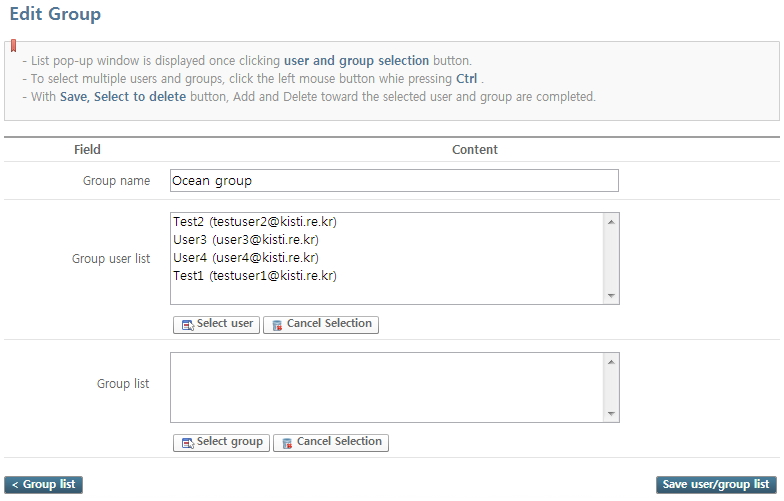 Edit Group
- List pop-up window is displayed once clicking user and group selection button.
- To select multiple users and groups, click the left mouse button whie pressing Ctrl .
- With Save, Select to delete button, Add and Delete toward the selected user and group are completed.
Field Content
Group name Ocean group
Group user list
Test2 (testuser2@kisti.re.kr)
User3 (user3@kisti.re.kr)
User4 (user4@kisti.re.kr)
Test1 (testuser1@kisti.re.kr)
Select user Cancel Selection
Group list
Select group Cancel Selection
< Group list Save user/group list